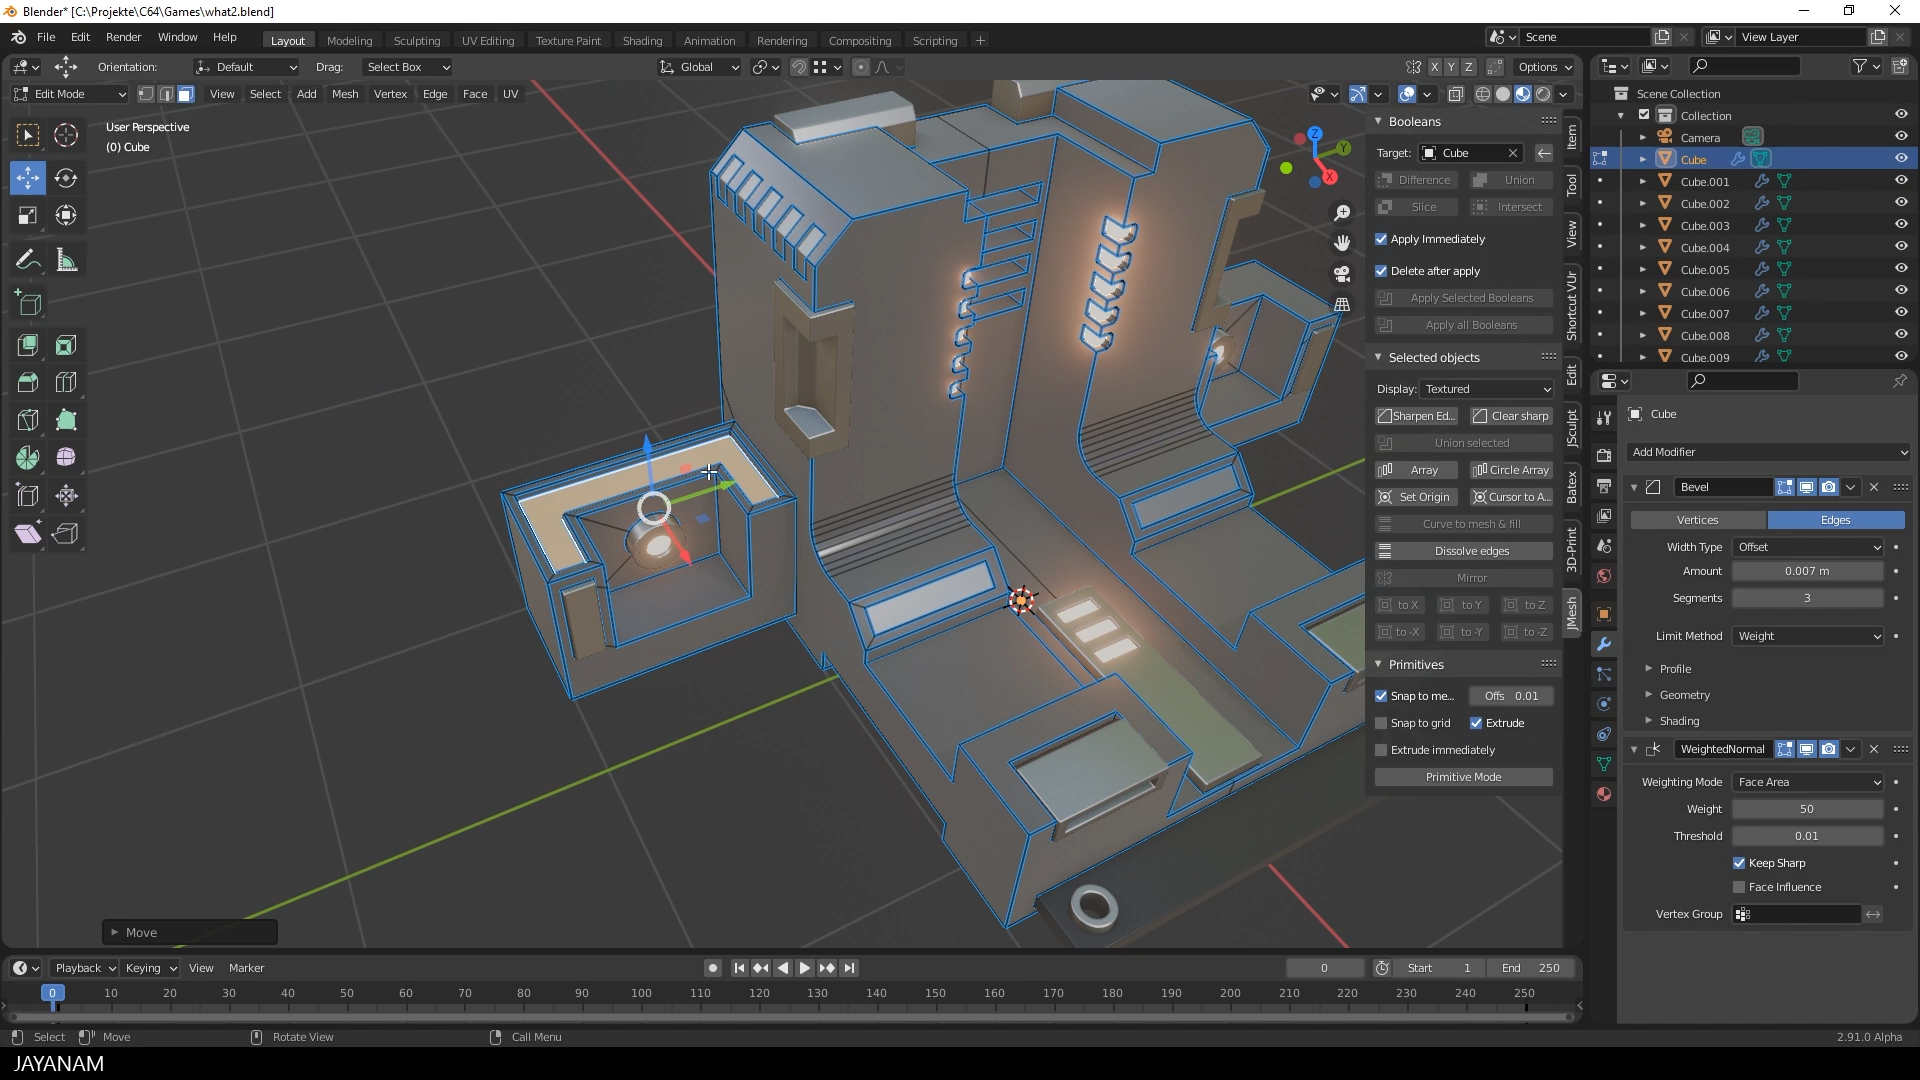 Blender* [C:\Projekte\C64\Games\what2.blend]
File Edit Render Window Help
Layout Modeling Sculpting UV Editing Texture Paint Shading Animation Rendering Compositing Scripting +
Scene
View Layer
Orientation: Default Drag: Select Box
Global
X Y Z Options
Edit Mode View Select Add Mesh Vertex Edge Face UV
User Perspective
(0) Cube
Z
Y
X
Booleans
Target: Cube
Difference Union
Slice Intersect
Apply Immediately
Delete after apply
Apply Selected Booleans
Apply all Booleans
Selected objects
Display: Textured
Sharpen Ed... Clear sharp
Union selected
Array Circle Array
Set Origin Cursor to A...
Curve to mesh & fill
Dissolve edges
Mirror
to X to Y to Z
to -X to -Y to -Z
Primitives
Snap to me... Offs 0.01
Snap to grid Extrude
Extrude immediately
Primitive Mode
Item
Tool
View
Shortcut VUr
Edit
JSculpt
Batex
3D-Print
JMesh
Scene Collection
Collection
Camera
Cube
Cube.001
Cube.002
Cube.003
Cube.004
Cube.005
Cube.006
Cube.007
Cube.008
Cube.009
Cube
Add Modifier
Bevel
Vertices Edges
Width Type Offset
Amount 0.007 m
Segments 3
Limit Method Weight
Profile
Geometry
Shading
WeightedNormal
Weighting Mode Face Area
Weight 50
Threshold 0.01
Keep Sharp
Face Influence
Vertex Group
Move
Playback Keying View Marker
0 Start 1 End 250
0 10 20 30 40 50 60 70 80 90 100 110 120 130 140 150 160 170 180 190 200 210 220 230 240 250
Select Move Rotate View Call Menu 2.91.0 Alpha
JAYANAM